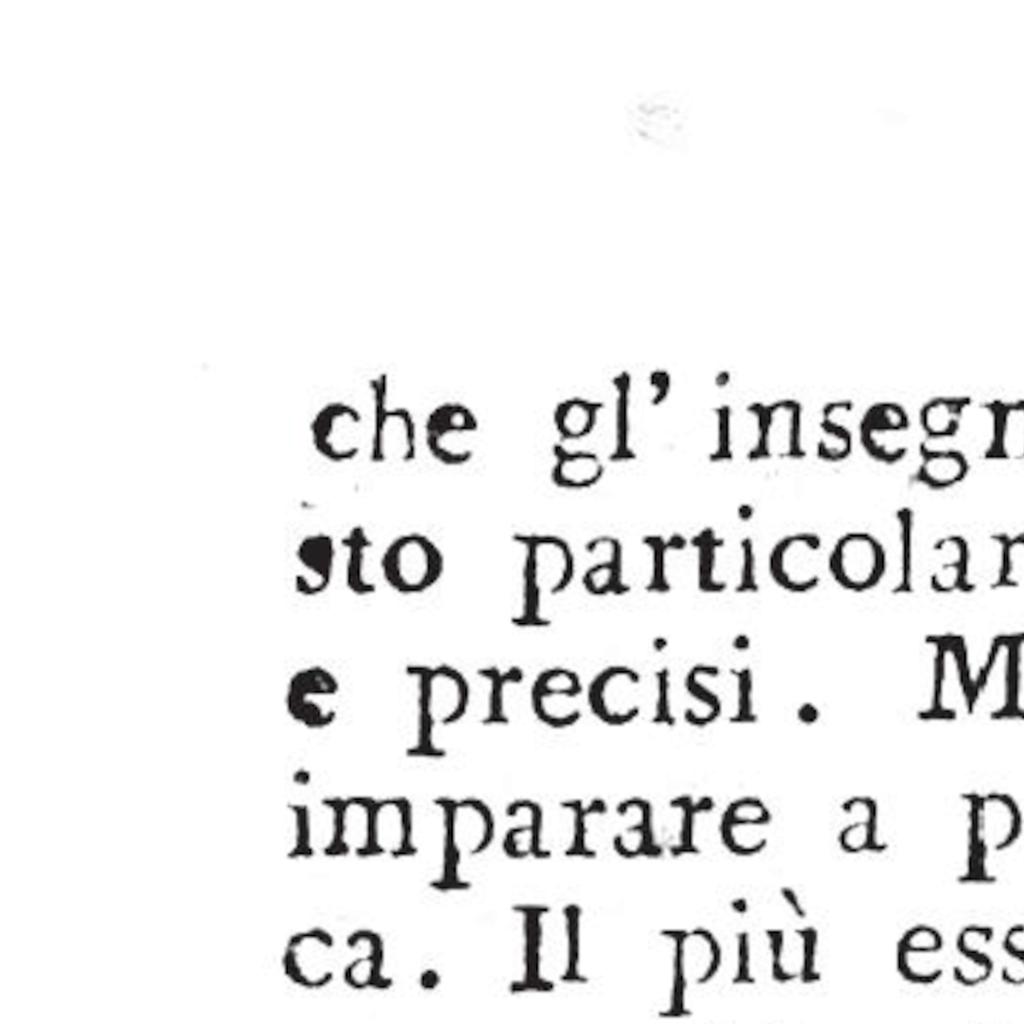 che gl' insegn
sto particolar
e precisi. M
imparare a p
ca. Il più ess